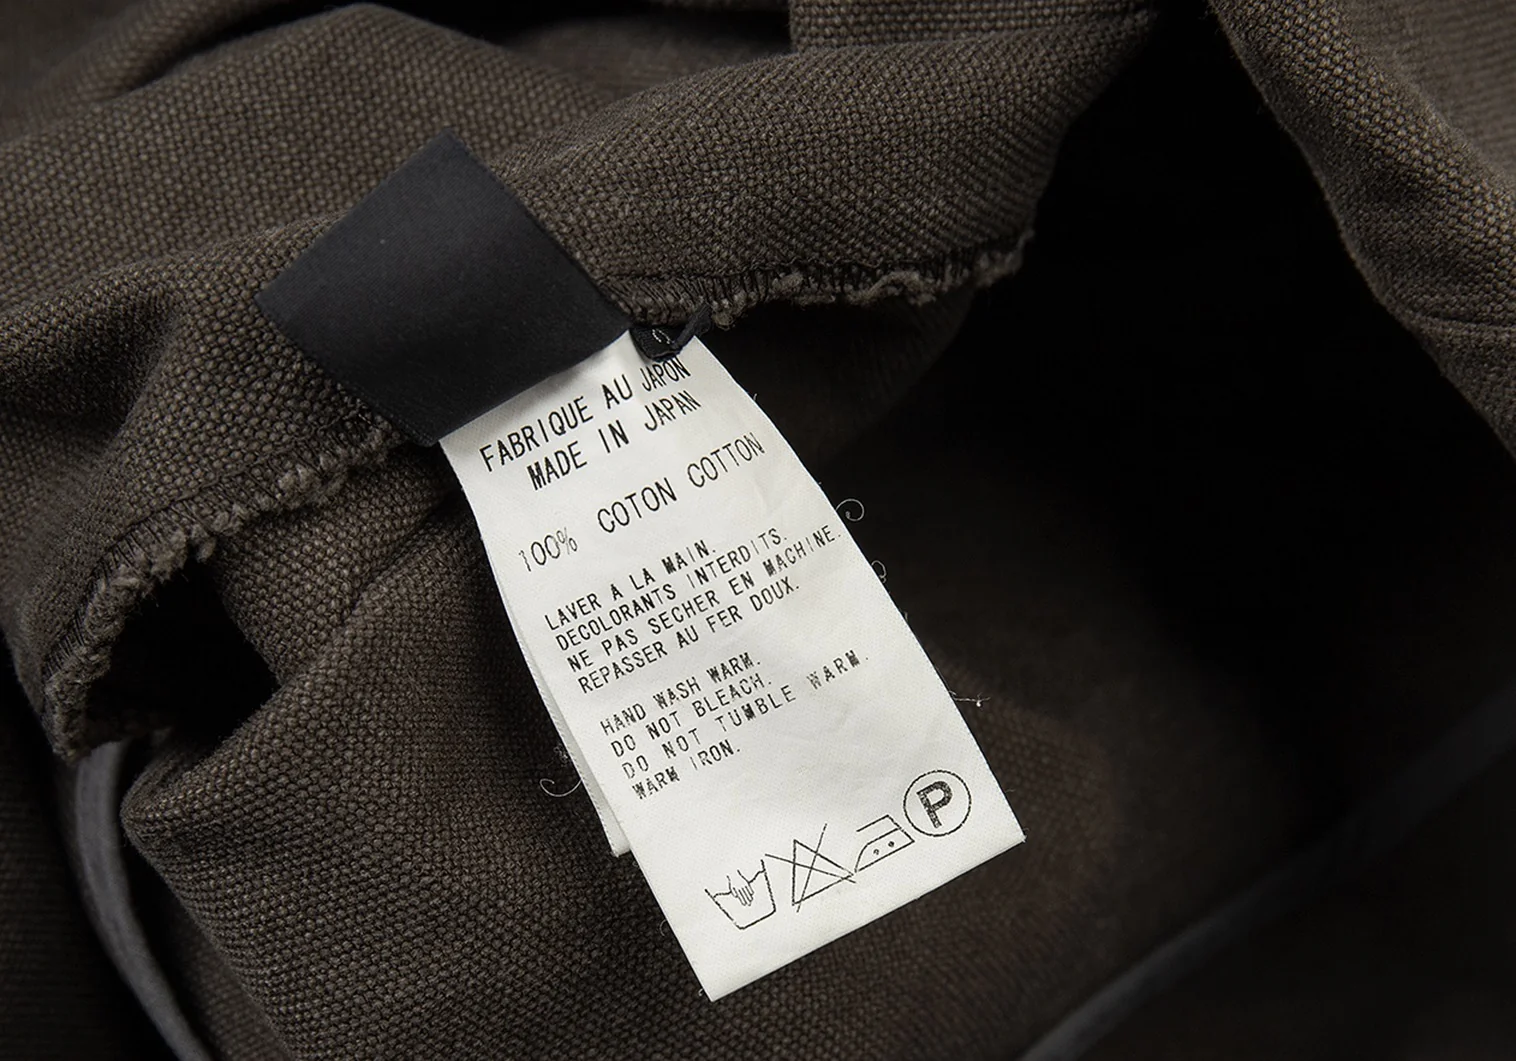 FABRIQUE AU JAPON
MADE IN JAPAN
100% COTON COTTON
LAVER A LA MAIN.
DECOLORANTS INTERDITS.
NE PAS SECHER EN MACHINE.
REPASSER AU FER DOUX.
HAND WASH WARM.
DO NOT BLEACH.
DO NOT TUMBLE WARM.
WARM IRON.
P